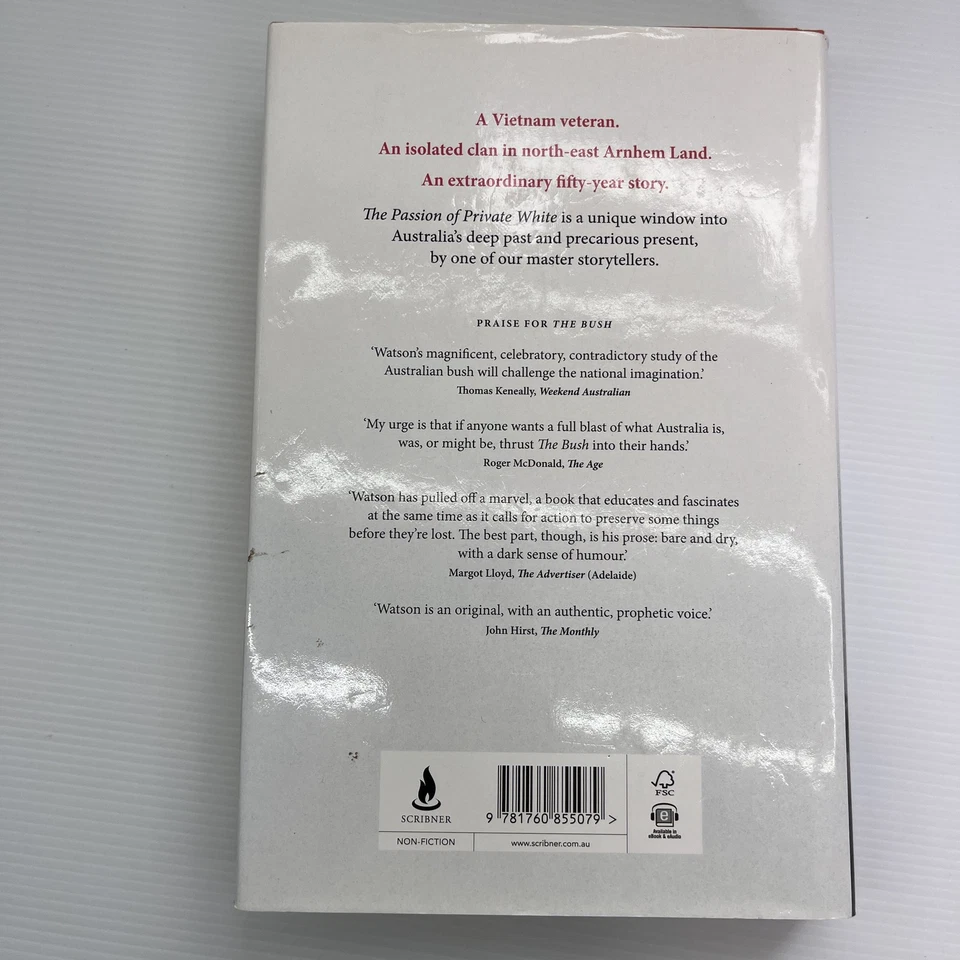 A Vietnam veteran.
An isolated clan in north-east Arnhem Land.
An extraordinary fifty-year story.
The Passion of Private White is a unique window into
Australia’s deep past and precarious present,
by one of our master storytellers.
PRAISE FOR THE BUSH
‘Watson’s magnificent, celebratory, contradictory study of the
Australian bush will challenge the national imagination.’
Thomas Keneally, Weekend Australian
‘My urge is that if anyone wants a full blast of what Australia is,
was, or might be, thrust The Bush into their hands.’
Roger McDonald, The Age
‘Watson has pulled off a marvel, a book that educates and fascinates
at the same time as it calls for action to preserve some things
before they’re lost. The best part, though, is his prose: bare and dry,
with a dark sense of humour.’
Margot Lloyd, The Advertiser (Adelaide)
‘Watson is an original, with an authentic, prophetic voice.’
John Hirst, The Monthly
SCRIBNER
NON-FICTION
9 781760 855079 >
www.scribner.com.au
FSC
e
Available in
eBook & eAudio